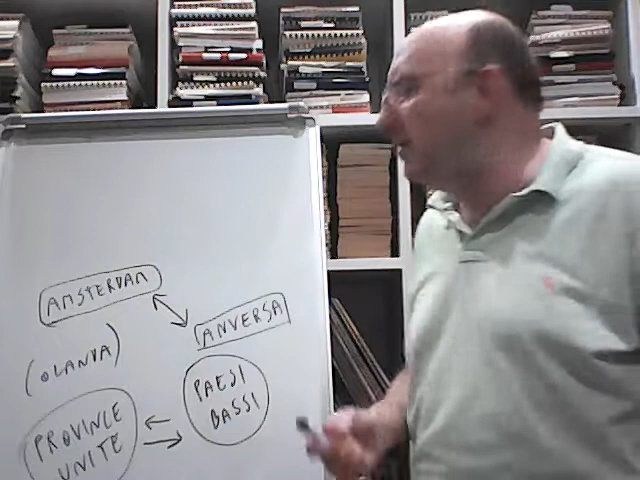 AMSTERDAM
ANVERSA
(OLANDA)
PAESI
BASSI
PROVINCE
UNITE